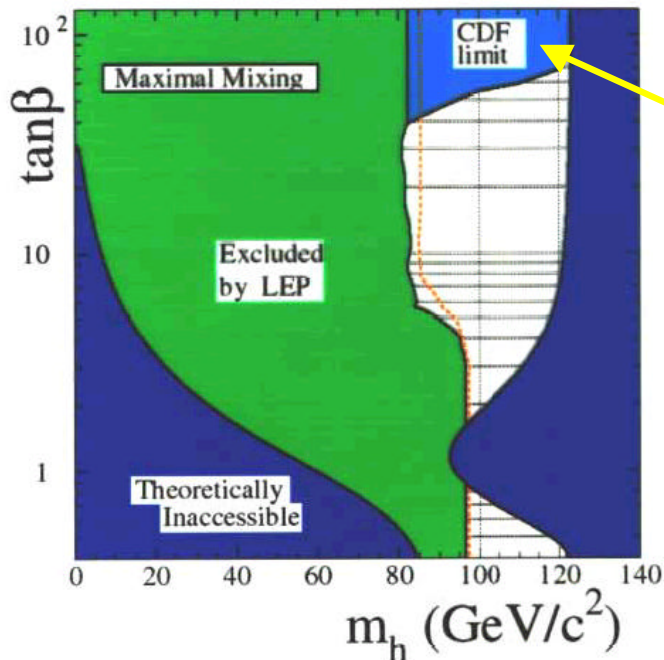 10²
CDF
limit
Maximal Mixing
tanβ
10
Excluded
by LEP
1
Theoretically
Inaccessible
0 20 40 60 80 100 120 140
m_h (GeV/c²)